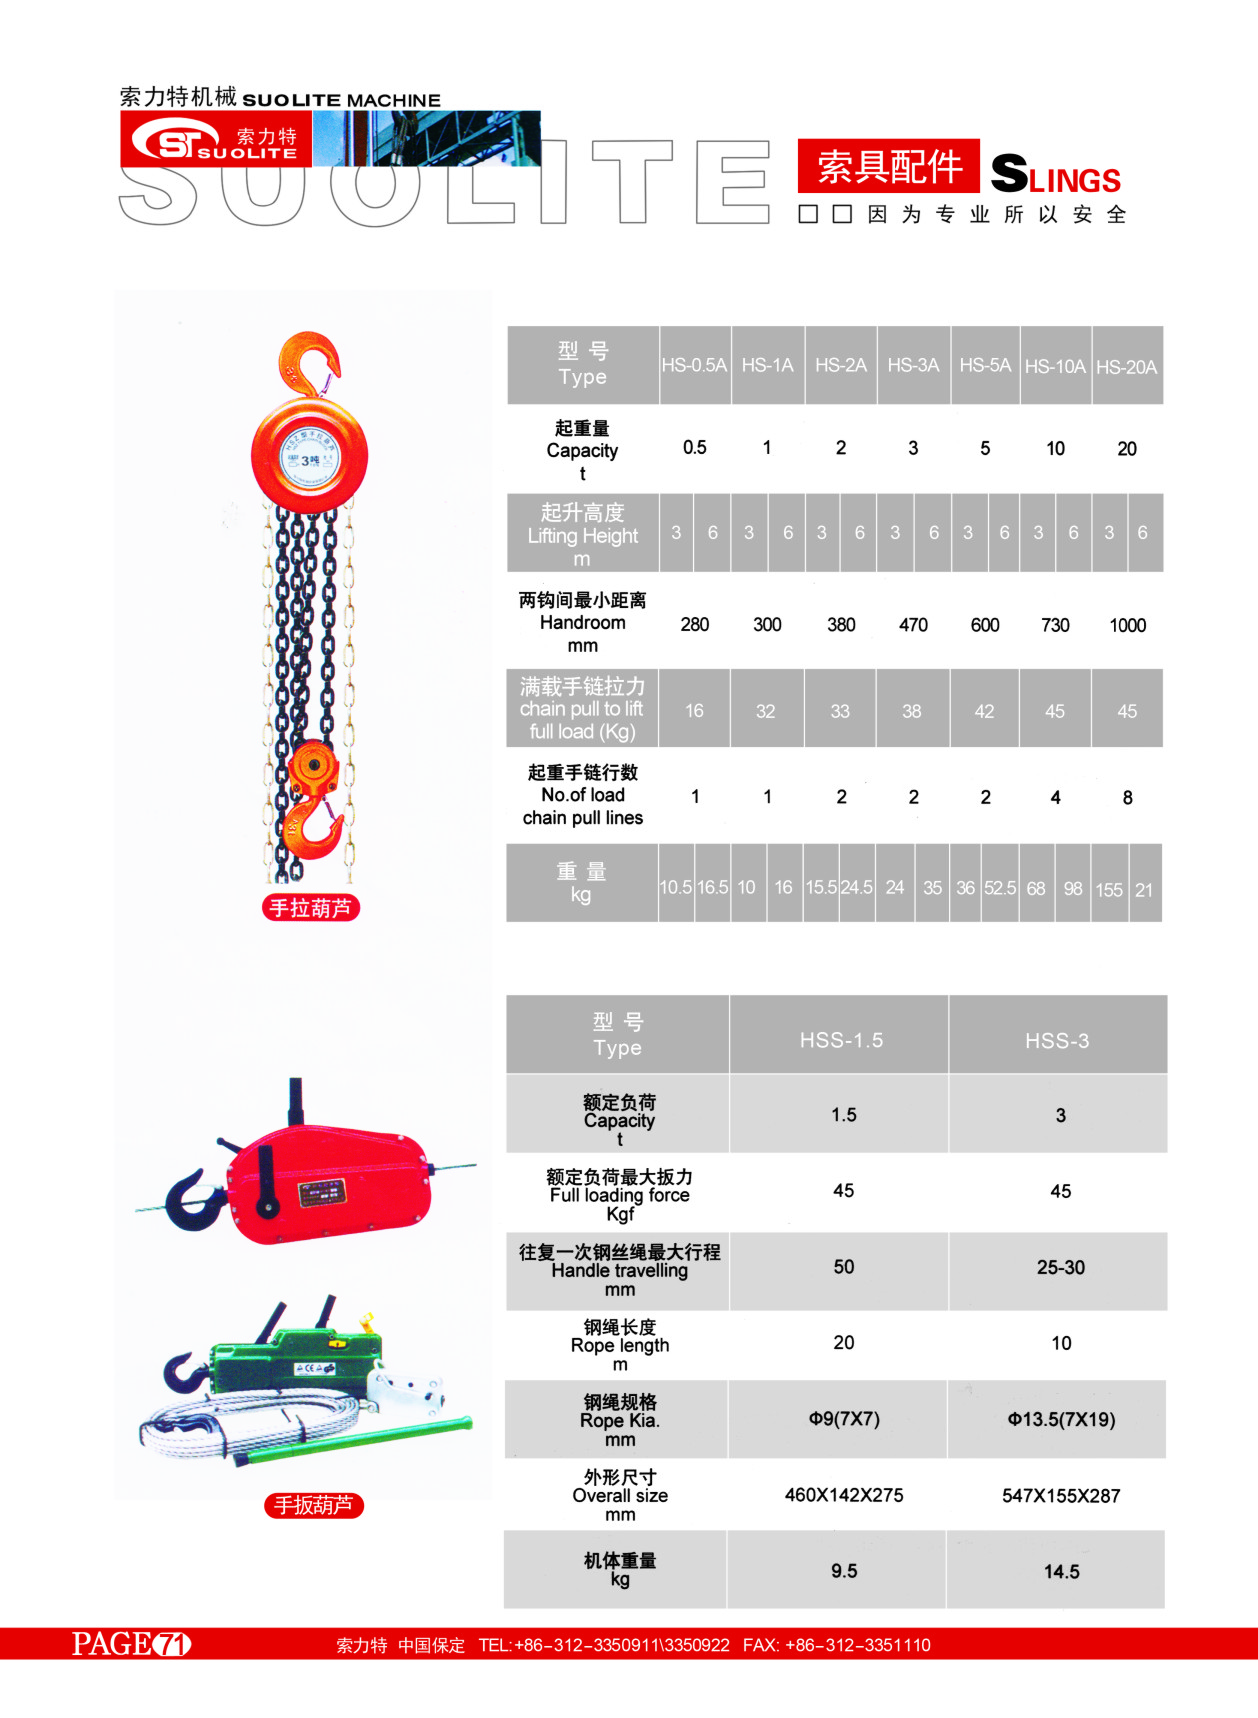 索力特机械 SUOLITE MACHINE
ST 索力特
SUOLITE
SUOLITE
索具配件 SLINGS
□□因为专业所以安全
型号
Type HS-0.5A HS-1A HS-2A HS-3A HS-5A HS-10A HS-20A
起重量
Capacity 0.5 1 2 3 5 10 20
t
起升高度
Lifting Height 3 6 3 6 3 6 3 6 3 6 3 6 3 6
m
两钩间最小距离
Handroom 280 300 380 470 600 730 1000
mm
满载手链拉力
chain pull to lift 16 32 33 38 42 45 45
full load (Kg)
起重手链行数
No.of load 1 1 2 2 2 4 8
chain pull lines
重量
kg 10.5 16.5 10 16 15.5 24.5 24 35 36 52.5 68 98 155 21
HSZ型手拉葫芦
3吨
手拉葫芦
型号
Type HSS-1.5 HSS-3
额定负荷
Capacity 1.5 3
t
额定负荷最大扳力
Full loading force 45 45
Kgf
往复一次钢丝绳最大行程
Handle travelling 50 25-30
mm
钢绳长度
Rope length 20 10
m
钢绳规格
Rope Kia. Φ9(7X7) Φ13.5(7X19)
mm
外形尺寸
Overall size 460X142X275 547X155X287
mm
机体重量
kg 9.5 14.5
手扳葫芦
PAGE 71 索力特 中国保定 TEL:+86-312-3350911\3350922 FAX: +86-312-3351110